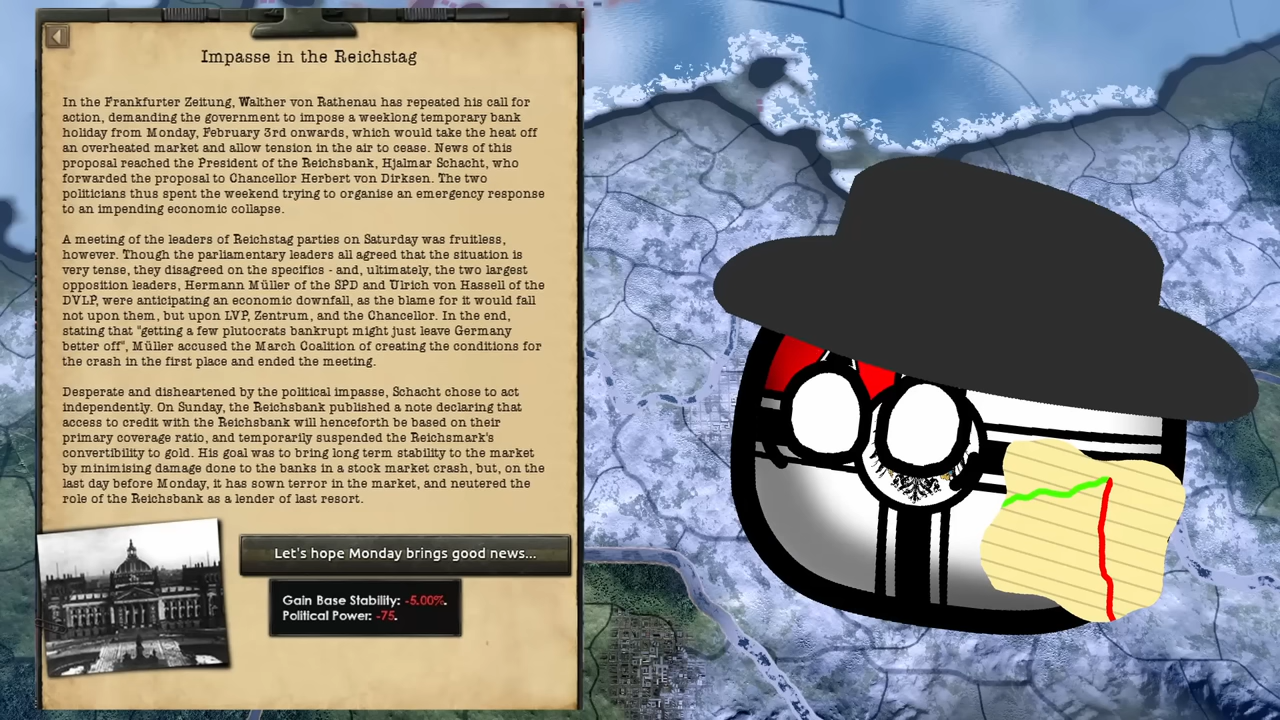 Impasse in the Reichstag
In the Frankfurter Zeitung, Walther von Rathenau has repeated his call for
action, demanding the government to impose a weeklong temporary bank
holiday from Monday, February 3rd onwards, which would take the heat off
an overheated market and allow tension in the air to cease. News of this
proposal reached the President of the Reichsbank, Hjalmar Schacht, who
forwarded the proposal to Chancellor Herbert von Dirksen. The two
politicians thus spent the weekend trying to organise an emergency response
to an impending economic collapse.
A meeting of the leaders of Reichstag parties on Saturday was fruitless,
however. Though the parliamentary leaders all agreed that the situation is
very tense, they disagreed on the specifics - and, ultimately, the two largest
opposition leaders, Hermann Müller of the SPD and Ulrich von Hassell of the
DVLP, were anticipating an economic downfall, as the blame for it would fall
not upon them, but upon LVP, Zentrum, and the Chancellor. In the end,
stating that "getting a few plutocrats bankrupt might just leave Germany
better off", Müller accused the March Coalition of creating the conditions for
the crash in the first place and ended the meeting.
Desperate and disheartened by the political impasse, Schacht chose to act
independently. On Sunday, the Reichsbank published a note declaring that
access to credit with the Reichsbank will henceforth be based on their
primary coverage ratio, and temporarily suspended the Reichsmark's
convertibility to gold. His goal was to bring long term stability to the market
by minimising damage done to the banks in a stock market crash, but, on the
last day before Monday, it has sown terror in the market, and neutered the
role of the Reichsbank as a lender of last resort.
Let's hope Monday brings good news...
Gain Base Stability: -5.00%.
Political Power: -75.